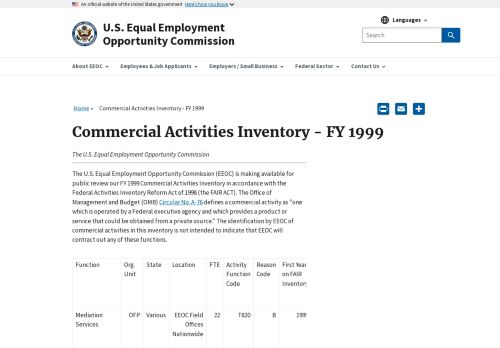 An official website of the United States government Here's how you know
U.S. Equal Employment
Opportunity Commission
Languages
Search
About EEOC
Employees & Job Applicants
Employers / Small Business
Federal Sector
Contact Us
Home » Commercial Activities Inventory - FY 1999
Commercial Activities Inventory - FY 1999
The U.S. Equal Employment Opportunity Commission
The U.S. Equal Employment Opportunity Commission (EEOC) is making available for
public review our FY 1999 Commercial Activities Inventory in accordance with the
Federal Activities Inventory Reform Act of 1998 (the FAIR ACT). The Office of
Management and Budget (OMB) Circular No. A-76 defines a commercial activity as "one
which is operated by a Federal executive agency and which provides a product or
service that could be obtained from a private source." The identification by EEOC of
commercial activities in this inventory is not intended to indicate that EEOC will
contract out any of these functions.
Function Org. State Location FTE Activity Reason First Year
Unit Function Code on FAIR
Code Inventory
Mediation OFP Various EEOC Field 22 T820 B 1999
Services Offices
Nationwide